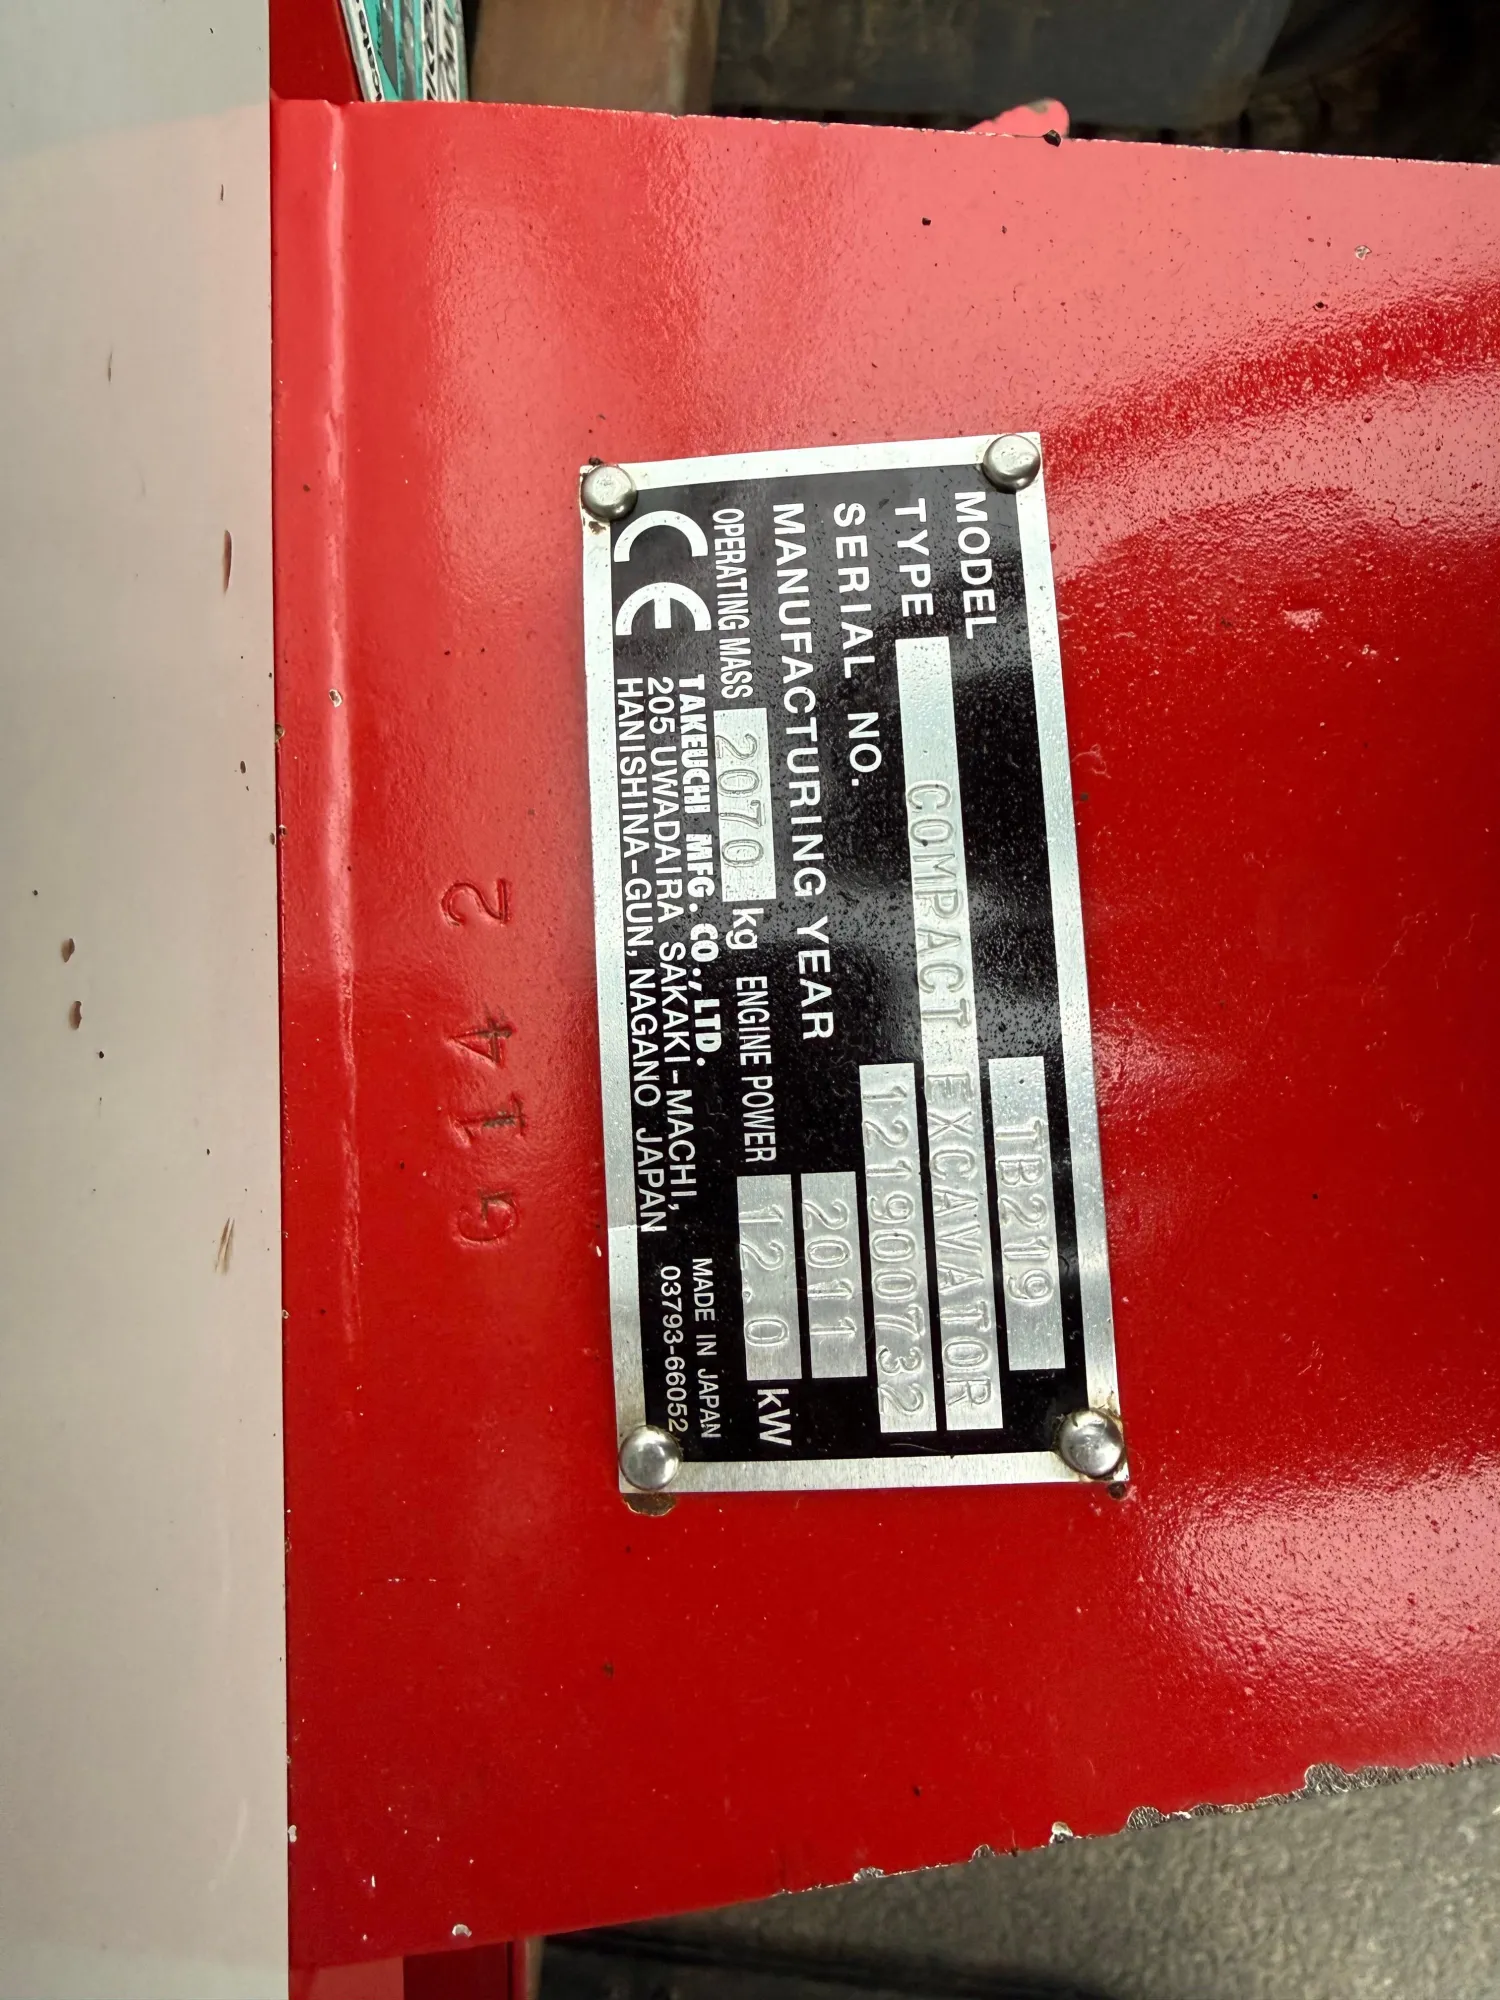 MODEL TB219
TYPE COMPACT EXCAVATOR
SERIAL NO. 121900732
MANUFACTURING YEAR 2011
OPERATING MASS 2070 kg ENGINE POWER 12.0 kW
CE TAKEUCHI MFG. CO., LTD.
205 UWADAIRA SAKAKI-MACHI,
HANISHINA-GUN, NAGANO JAPAN
MADE IN JAPAN
03793-66052
G14 2